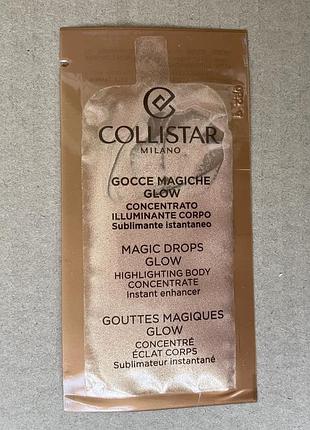 COLLISTAR
MILANO
GOCCE MAGICHE
GLOW
CONCENTRATO
ILLUMINANTE CORPO
Sublimante istantaneo
MAGIC DROPS
GLOW
HIGHLIGHTING BODY
CONCENTRATE
instant enhancer
GOUTTES MAGIQUES
GLOW
CONCENTRÉ
ÉCLAT CORPS
Sublimateur instantané